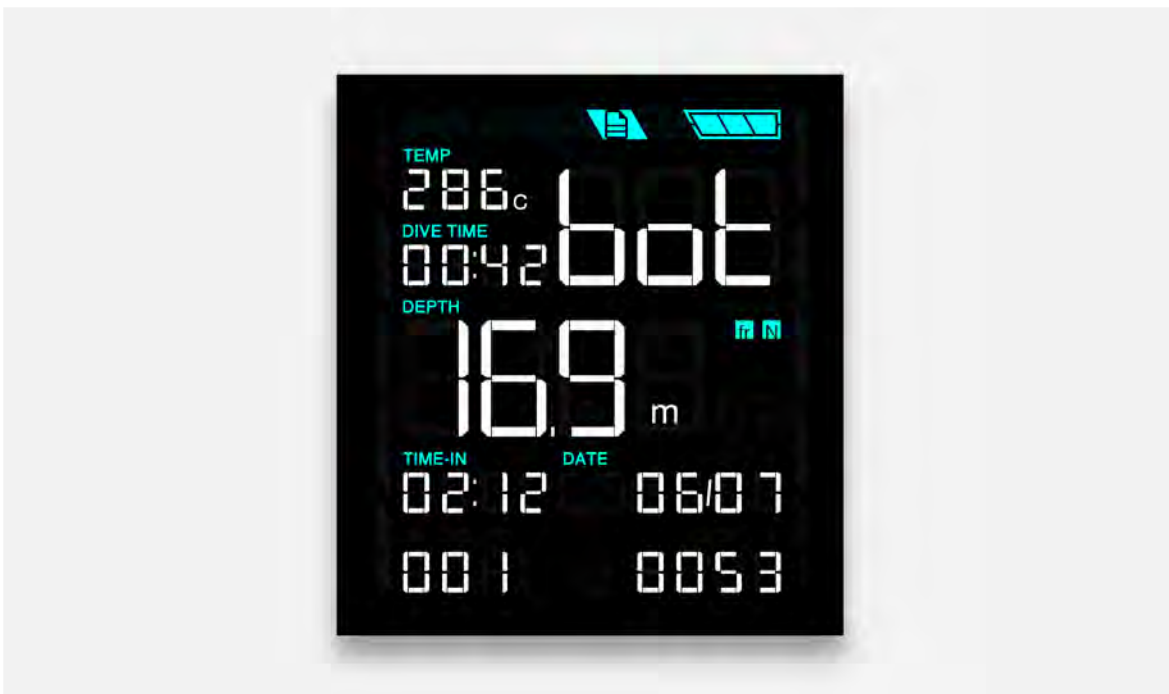 TEMP
286c
bot
DIVE TIME
00:42
DEPTH
16.9 m
fr N
TIME-IN DATE
02:12 06/07
001 0053